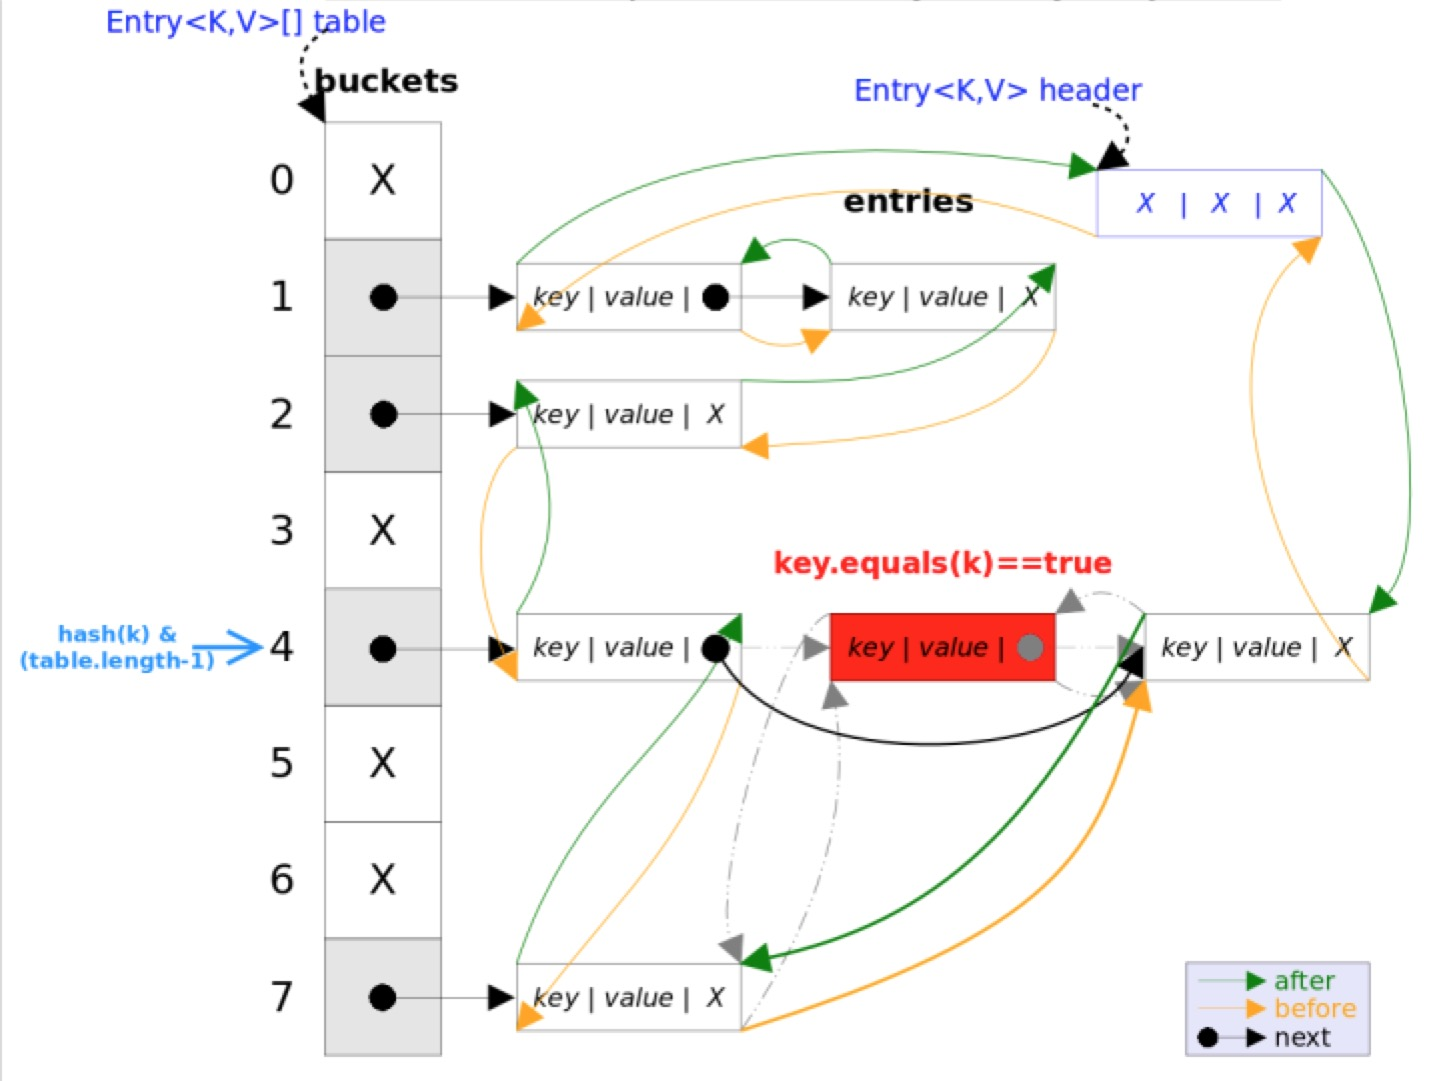 Entry<K,V>[] table
buckets
Entry<K,V> header
0 X
X | X | X
entries
1 key | value | key | value | X
2 key | value | X
3 X
key.equals(k)==true
hash(k) &
(table.length-1)
4 key | value | key | value | key | value | X
5 X
6 X
7 key | value | X
after
before
next